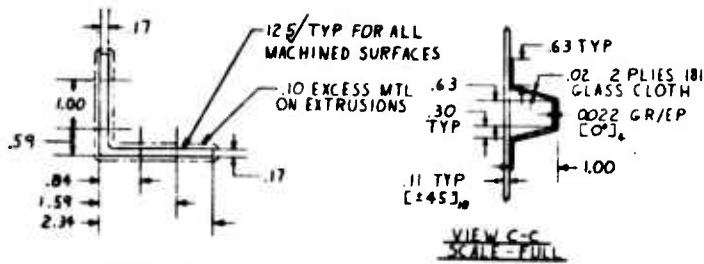 .17
125/ TYP FOR ALL
MACHINED SURFACES
.10 EXCESS MTL
ON EXTRUSIONS
1.00
.59
.84
1.59
2.34
.17
.63 TYP
.02 2 PLIES 181
GLASS CLOTH
.63
.30
TYP
.0022 GR/EP
[0°]4
1.00
.11 TYP
[±45]
VIEW C-C
SCALE-FULL